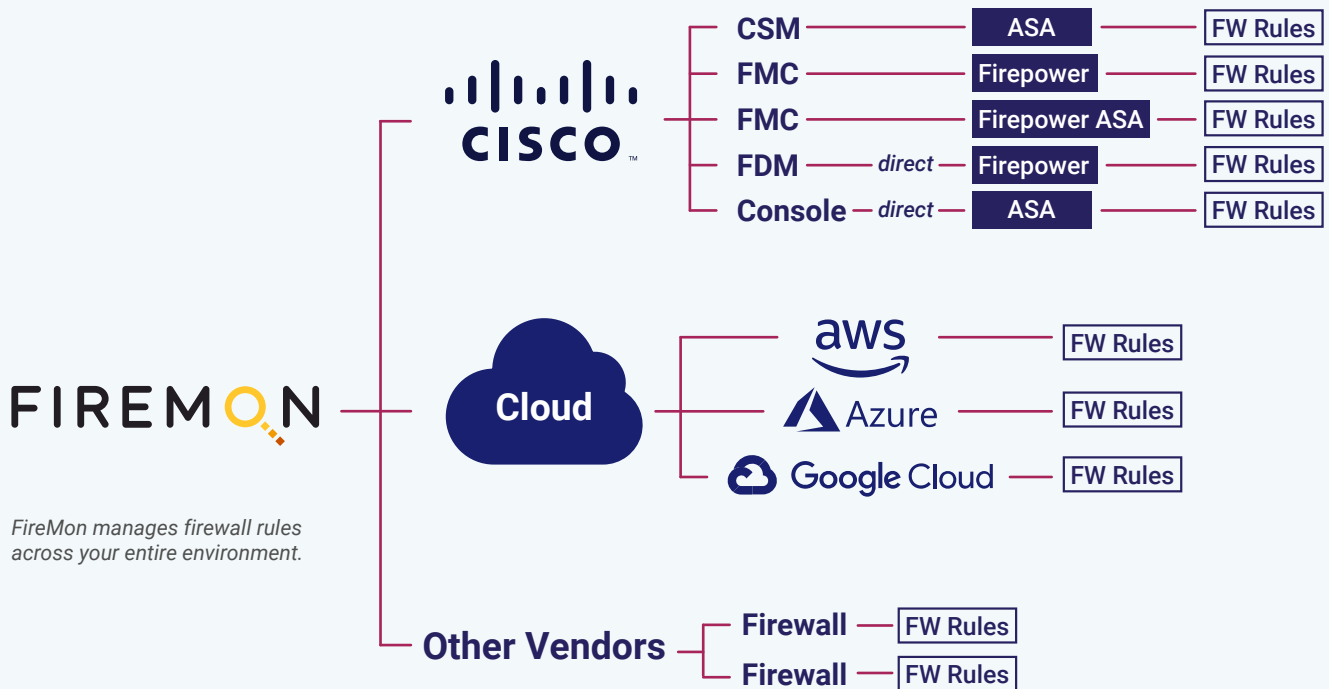 CSM ASA FW Rules
FMC Firepower FW Rules
FMC Firepower ASA FW Rules
FDM direct Firepower FW Rules
Console direct ASA FW Rules
CISCO™
aws FW Rules
Cloud
Azure FW Rules
Google Cloud FW Rules
FIREMON
FireMon manages firewall rules
across your entire environment.
Other Vendors
Firewall FW Rules
Firewall FW Rules